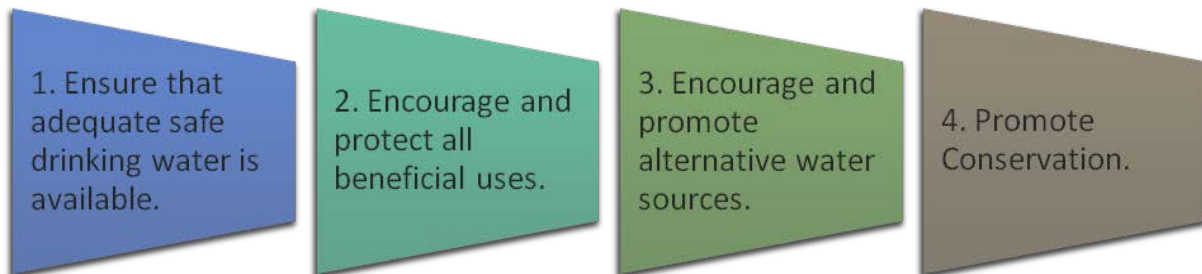 1. Ensure that
adequate safe
drinking water is
available.
2. Encourage and
protect all
beneficial uses.
3. Encourage and
promote
alternative water
sources.
4. Promote
Conservation.